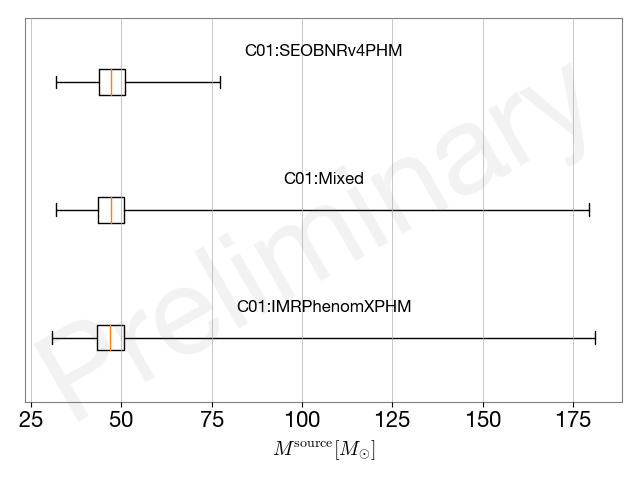 C01:SEOBNRv4PHM
C01:Mixed
C01:IMRPhenomXPHM
Preliminary
25 50 75 100 125 150 175
M^source [M_⊙]